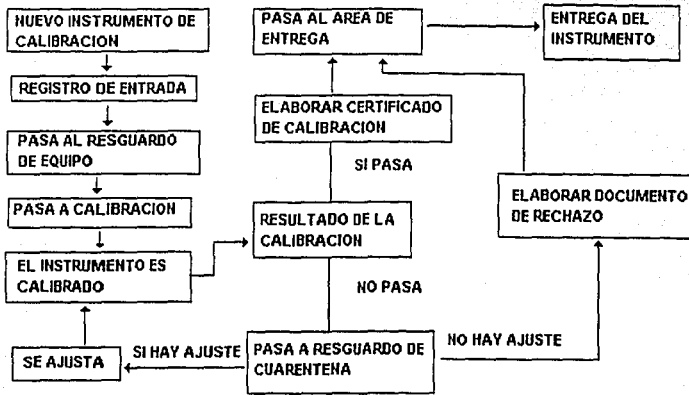 NUEVO INSTRUMENTO DE
CALIBRACION
REGISTRO DE ENTRADA
PASA AL RESGUARDO
DE EQUIPO
PASA A CALIBRACION
EL INSTRUMENTO ES
CALIBRADO
SE AJUSTA
SI HAY AJUSTE
PASA AL AREA DE
ENTREGA
ELABORAR CERTIFICADO
DE CALIBRACION
SI PASA
RESULTADO DE LA
CALIBRACION
NO PASA
PASA A RESGUARDO DE
CUARENTENA
NO HAY AJUSTE
ENTREGA DEL
INSTRUMENTO
ELABORAR DOCUMENTO
DE RECHAZO